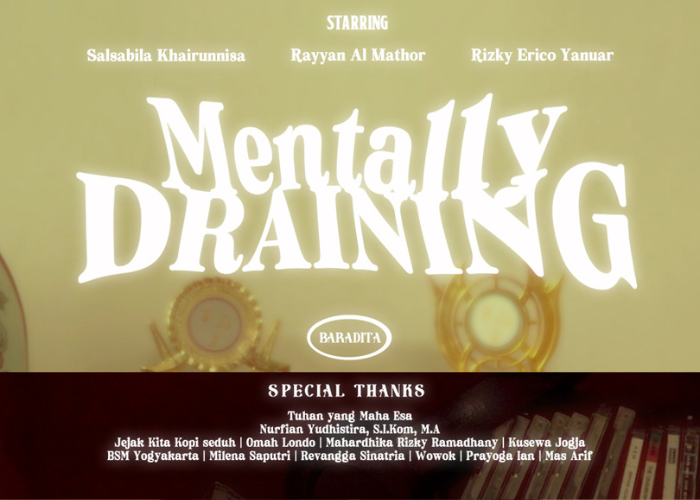 STARRING
Salsabila Khairunnisa Rayyan Al Mathor Rizky Erico Yanuar
Mentally
DRAINING
BARADITA
SPECIAL THANKS
Tuhan yang Maha Esa
Nurfian Yudhistira, S.I.Kom, M.A
Jejak Kita Kopi seduh | Omah Londo | Mahardhika Rizky Ramadhany | Kusewa Jogja
BSM Yogyakarta | Milena Saputri | Revangga Sinatria | Wowok | Prayoga Ian | Mas Arif